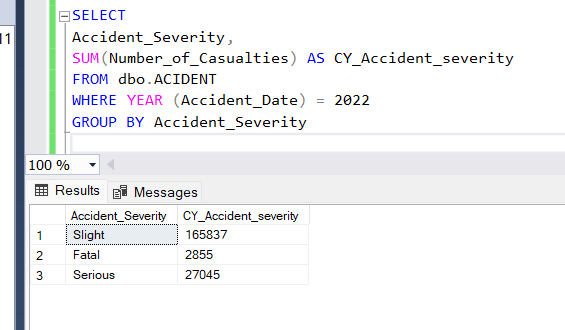 11
SELECT
Accident_Severity,
SUM(Number_of_Casualties) AS CY_Accident_severity
FROM dbo.ACIDENT
WHERE YEAR (Accident_Date) = 2022
GROUP BY Accident_Severity
100 %
Results Messages
Accident_Severity CY_Accident_severity
1 Slight 165837
2 Fatal 2855
3 Serious 27045